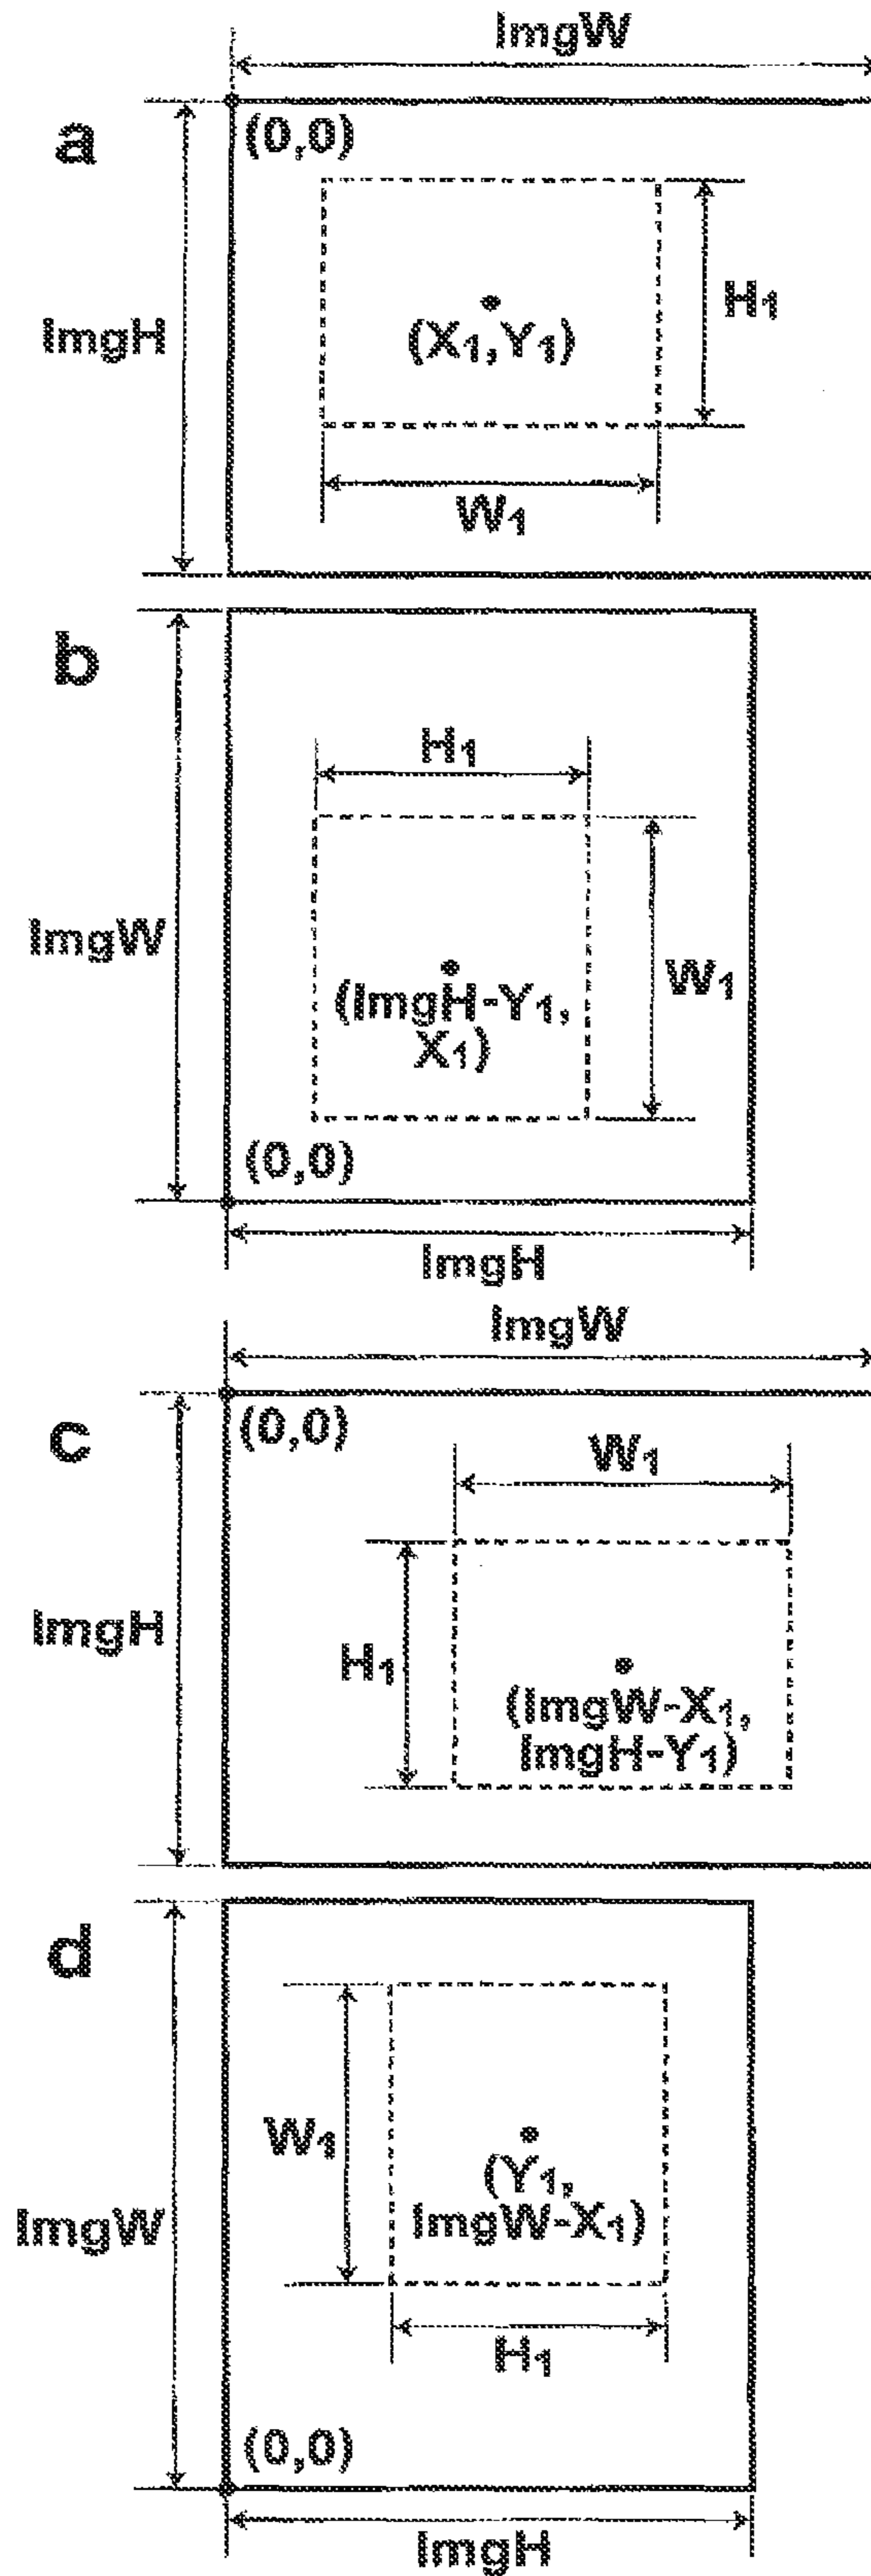 ImgW
a
(0,0)
H₁
(X₁,Y₁)
ImgH
W₁
b
H₁
ImgW
W₁
(ImgH-Y₁,
X₁)
(0,0)
ImgH
ImgW
c
(0,0)
W₁
ImgH
H₁
(ImgW-X₁,
ImgH-Y₁)
d
W₁
(Y₁,
ImgW-X₁)
ImgW
H₁
(0,0)
ImgH